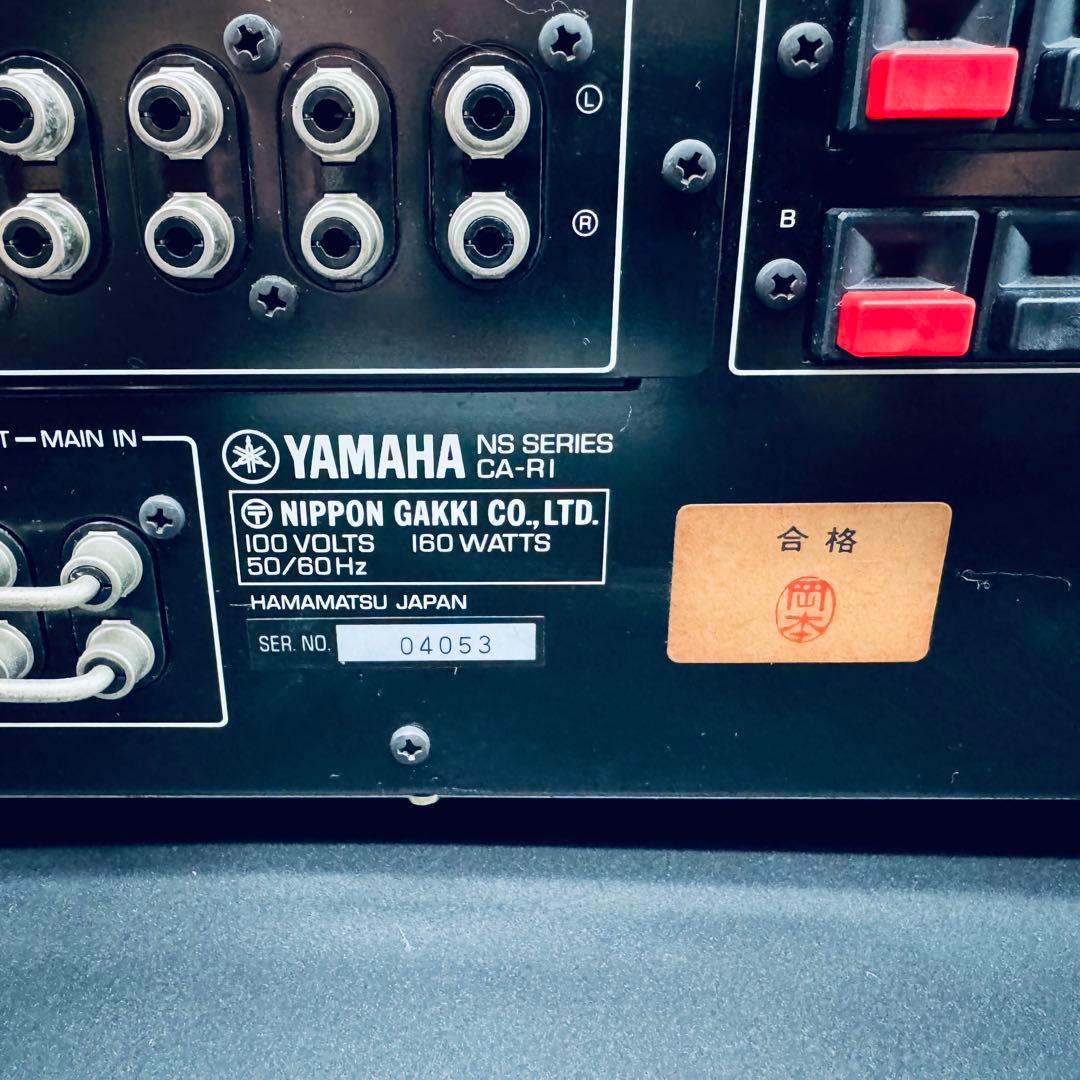 L
R
B
T
MAIN IN
YAMAHA
NS SERIES
CA-R1
〒 NIPPON GAKKI CO., LTD.
100 VOLTS 160 WATTS
50/60Hz
HAMAMATSU JAPAN
SER. NO. 04053
合格
岡本